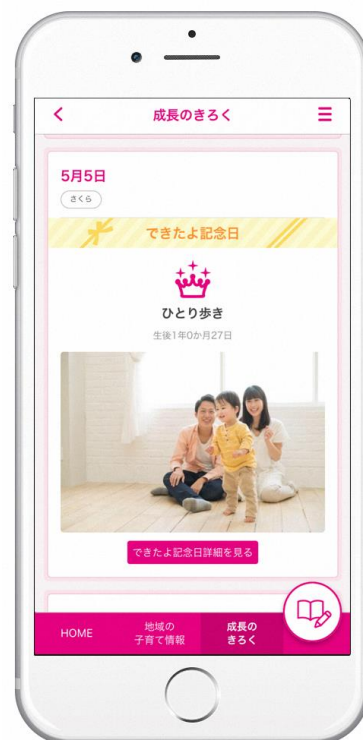 成長のきろく
5月5日
さくら
できたよ記念日
ひとり歩き
生後1年0か月27日
できたよ記念日詳細を見る
HOME
地域の
子育て情報
成長の
きろく